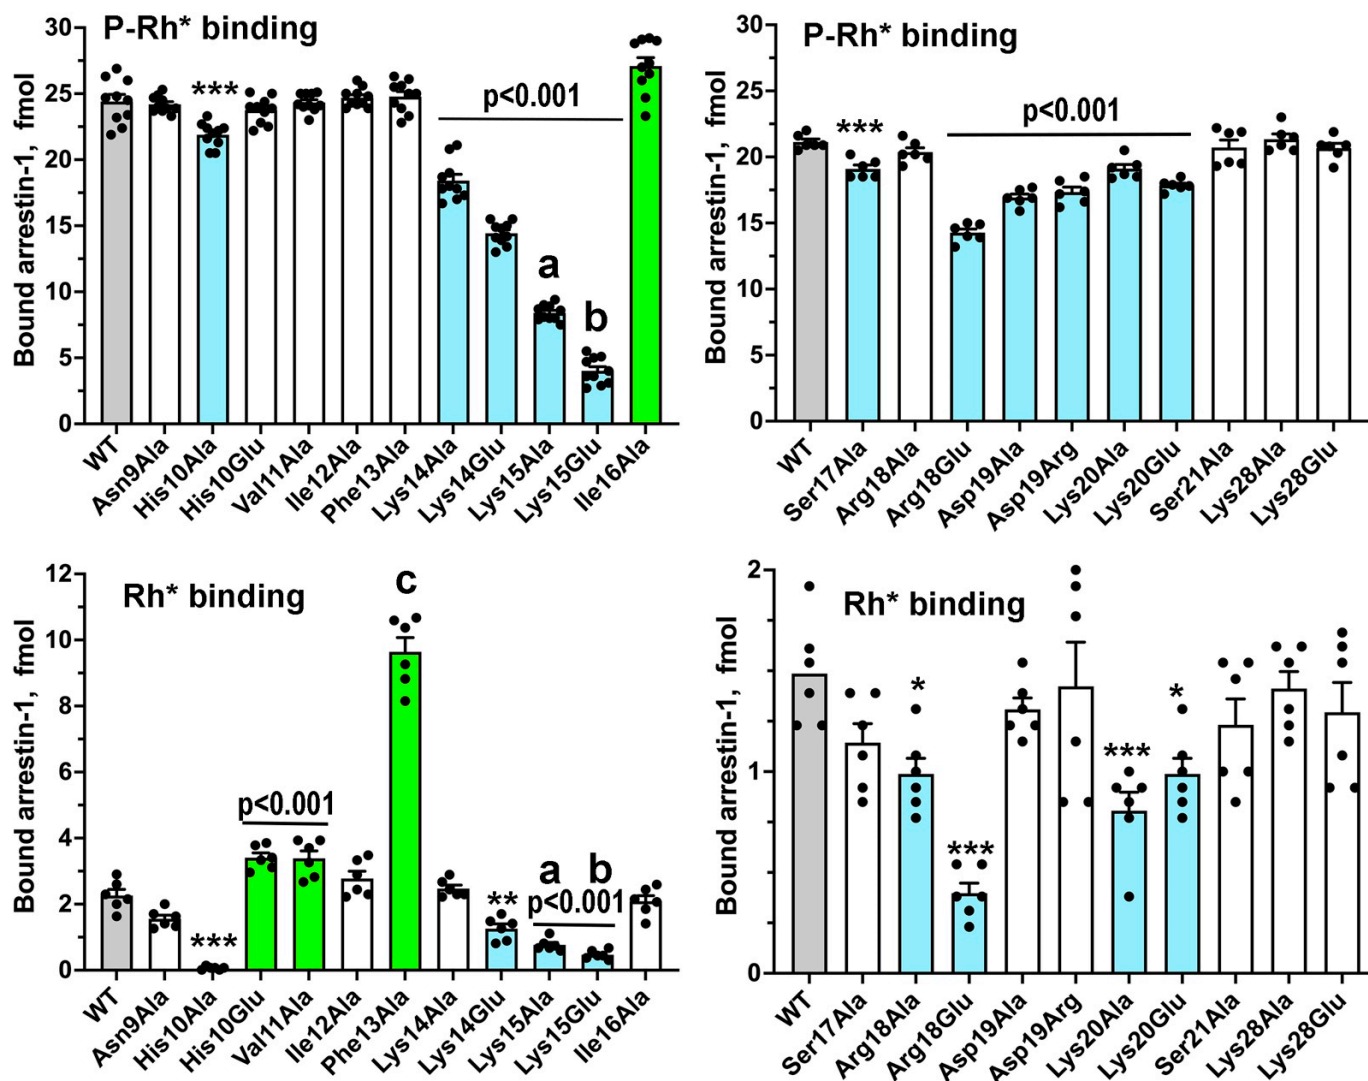 P-Rh* binding
Bound arrestin-1, fmol
30
25
20
15
10
5
0
***
p<0.001
a
b
WT
Asn9Ala
His10Ala
His10Glu
Val11Ala
Ile12Ala
Phe13Ala
Lys14Ala
Lys14Glu
Lys15Ala
Lys15Glu
Ile16Ala
P-Rh* binding
Bound arrestin-1, fmol
30
25
20
15
10
5
0
***
p<0.001
WT
Ser17Ala
Arg18Ala
Arg18Glu
Asp19Ala
Asp19Arg
Lys20Ala
Lys20Glu
Ser21Ala
Lys28Ala
Lys28Glu
Rh* binding
Bound arrestin-1, fmol
12
10
8
6
4
2
0
***
p<0.001
c
**
a
b
p<0.001
WT
Asn9Ala
His10Ala
His10Glu
Val11Ala
Ile12Ala
Phe13Ala
Lys14Ala
Lys14Glu
Lys15Ala
Lys15Glu
Ile16Ala
Rh* binding
Bound arrestin-1, fmol
2
1
0
*
***
***
*
WT
Ser17Ala
Arg18Ala
Arg18Glu
Asp19Ala
Asp19Arg
Lys20Ala
Lys20Glu
Ser21Ala
Lys28Ala
Lys28Glu